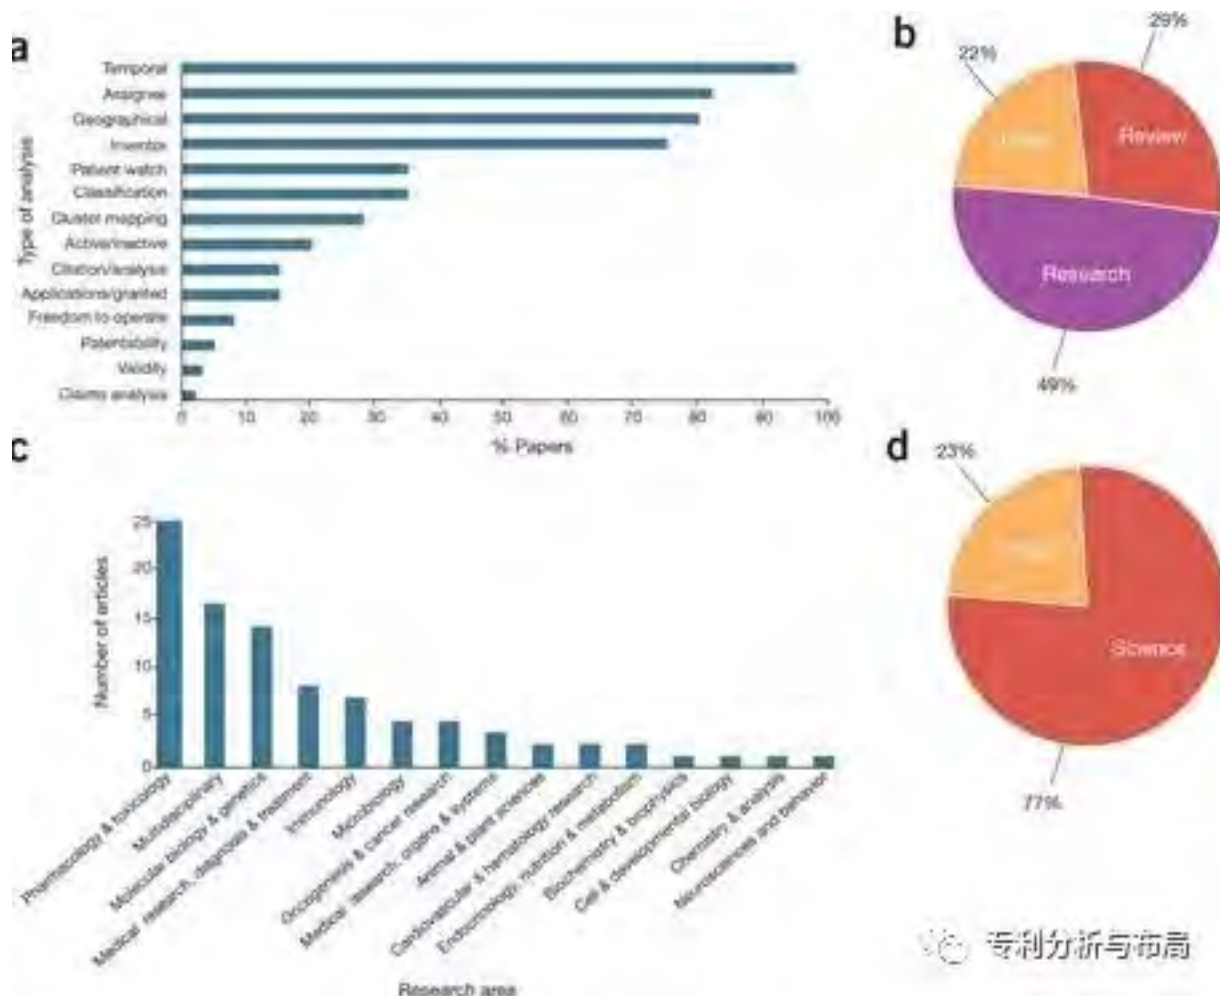 a
Temporal
Assignee
Geographical
Inventor
Patient watch
Classification
Cluster mapping
Active/inactive
Citation/analysis
Applications/granted
Freedom to operate
Patentability
Validity
Claims analysis
Type of analysis
0 10 20 30 40 50 60 70 80 90 100
% Papers
b
29%
22%
Review
Research
49%
c
25
20
15
10
5
0
Number of articles
Pharmacology & toxicology
Multidisciplinary
Molecular biology & genetics
Medical research, diagnosis & treatment
Immunology
Microbiology
Oncogenesis & cancer research
Medical research, organs & systems
Animal & plant sciences
Cardiovascular & hematology research
Endocrinology, nutrition & metabolism
Biochemistry & biophysics
Cell & developmental biology
Chemistry & analysis
Neurosciences and behavior
Research area
d
23%
Science
77%
专利分析与布局